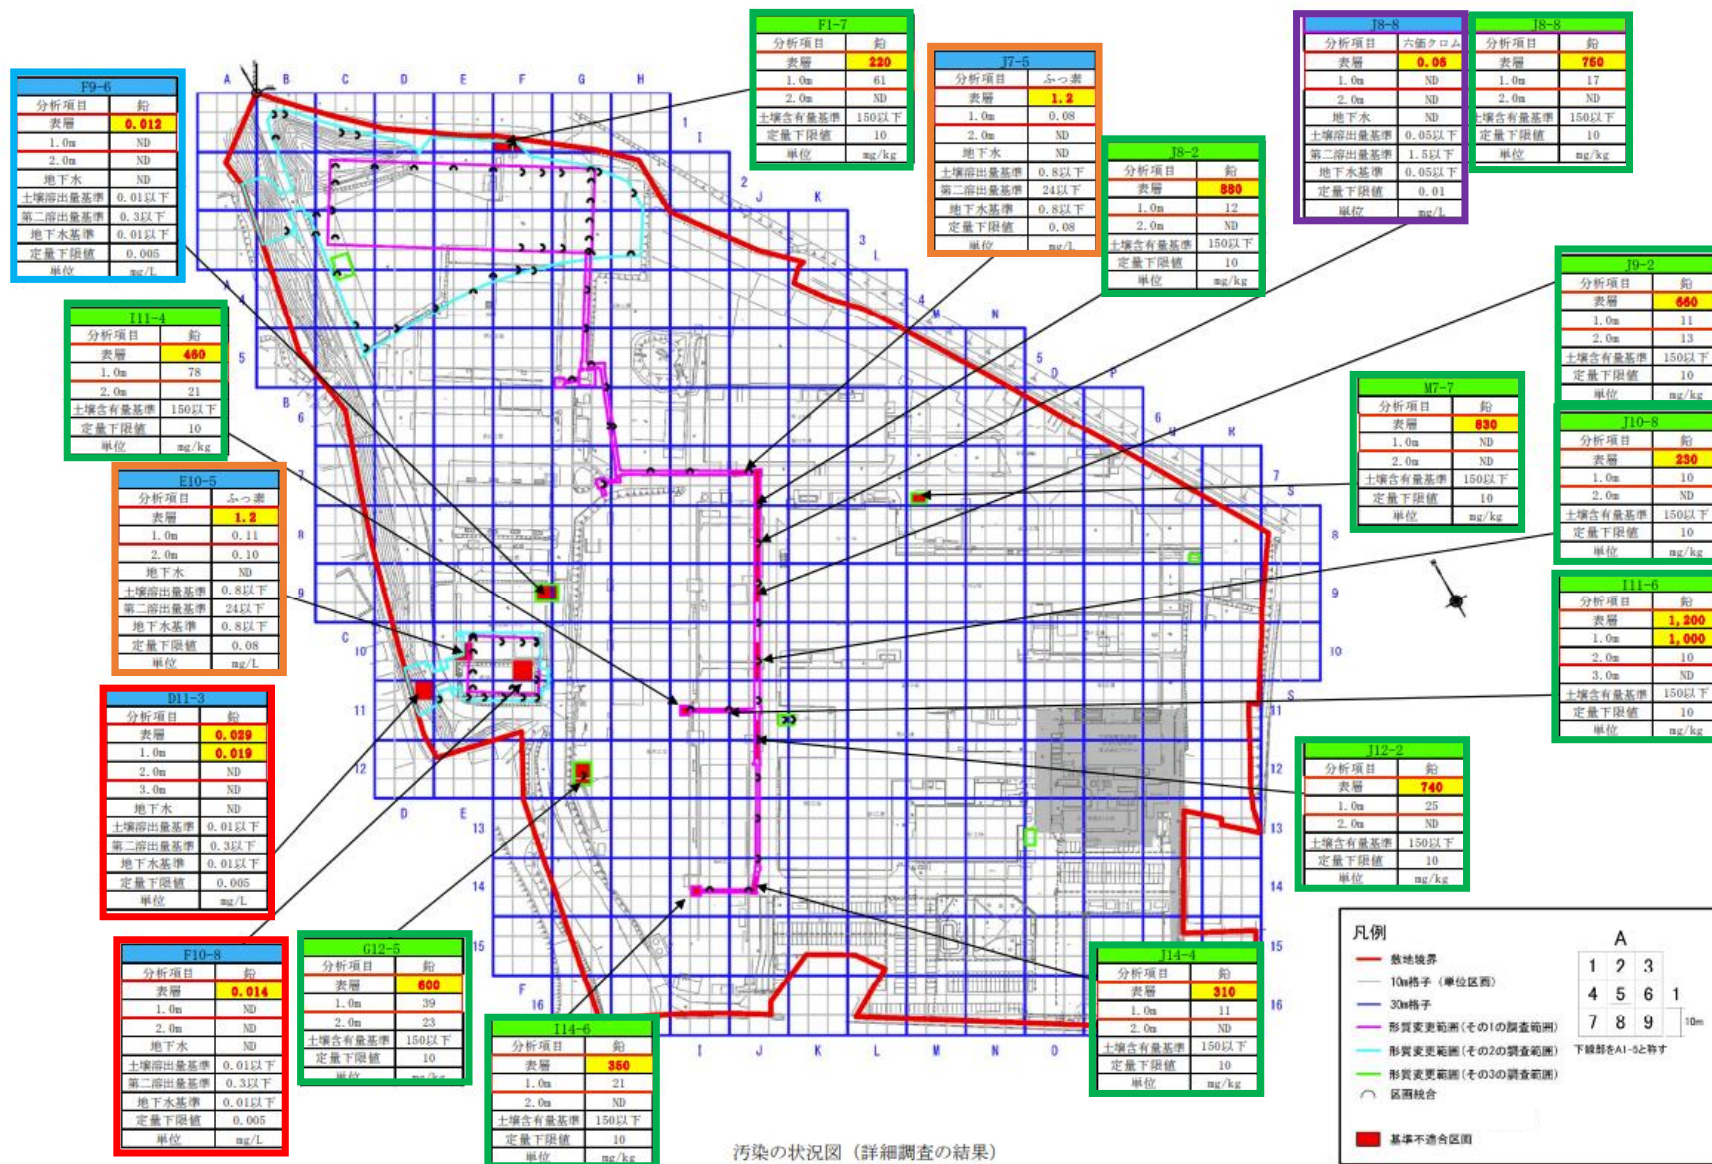 F9-6
分析項目 鉛
表層 0.012
1.0m ND
2.0m ND
地下水 ND
土壌溶出量基準 0.01以下
第二溶出量基準 0.3以下
地下水基準 0.01以下
定量下限値 0.005
単位 mg/L
I11-4
分析項目 鉛
表層 460
1.0m 78
2.0m 21
土壌含有量基準 150以下
定量下限値 10
単位 mg/kg
E10-5
分析項目 ふっ素
表層 1.2
1.0m 0.11
2.0m 0.10
地下水 ND
土壌溶出量基準 0.8以下
第二溶出量基準 24以下
地下水基準 0.8以下
定量下限値 0.08
単位 mg/L
D11-3
分析項目 鉛
表層 0.029
1.0m 0.019
2.0m ND
3.0m ND
地下水 ND
土壌溶出量基準 0.01以下
第二溶出量基準 0.3以下
地下水基準 0.01以下
定量下限値 0.005
単位 mg/L
F10-8
分析項目 鉛
表層 0.014
1.0m ND
2.0m ND
地下水 ND
土壌溶出量基準 0.01以下
第二溶出量基準 0.3以下
地下水基準 0.01以下
定量下限値 0.005
単位 mg/L
G12-5
分析項目 鉛
表層 600
1.0m 39
2.0m 23
土壌含有量基準 150以下
定量下限値 10
単位 mg/kg
I14-6
分析項目 鉛
表層 350
1.0m 21
2.0m ND
土壌含有量基準 150以下
定量下限値 10
単位 mg/kg
F1-7
分析項目 鉛
表層 220
1.0m 61
2.0m ND
土壌含有量基準 150以下
定量下限値 10
単位 mg/kg
J7-5
分析項目 ふっ素
表層 1.2
1.0m 0.08
2.0m ND
地下水 ND
土壌溶出量基準 0.8以下
第二溶出量基準 24以下
地下水基準 0.8以下
定量下限値 0.08
単位 mg/L
J8-2
分析項目 鉛
表層 880
1.0m 12
2.0m ND
土壌含有量基準 150以下
定量下限値 10
単位 mg/kg
J8-8
分析項目 六価クロム
表層 0.06
1.0m ND
2.0m ND
地下水 ND
土壌溶出量基準 0.05以下
第二溶出量基準 1.5以下
地下水基準 0.05以下
定量下限値 0.01
単位 mg/L
J8-8
分析項目 鉛
表層 750
1.0m 17
2.0m ND
土壌含有量基準 150以下
定量下限値 10
単位 mg/kg
J9-2
分析項目 鉛
表層 660
1.0m 11
2.0m 13
土壌含有量基準 150以下
定量下限値 10
単位 mg/kg
M7-7
分析項目 鉛
表層 630
1.0m ND
2.0m ND
土壌含有量基準 150以下
定量下限値 10
単位 mg/kg
J10-8
分析項目 鉛
表層 230
1.0m 10
2.0m ND
土壌含有量基準 150以下
定量下限値 10
単位 mg/kg
I11-6
分析項目 鉛
表層 1,200
1.0m 1,000
2.0m 10
3.0m ND
土壌含有量基準 150以下
定量下限値 10
単位 mg/kg
J12-2
分析項目 鉛
表層 740
1.0m 25
2.0m ND
土壌含有量基準 150以下
定量下限値 10
単位 mg/kg
J14-4
分析項目 鉛
表層 310
1.0m 11
2.0m ND
土壌含有量基準 150以下
定量下限値 10
単位 mg/kg
A B C D E F G H
1 I
2 J K
3 L
A 4 4 M N
5 5 O P
B 6 6 Q R
7 7 S
8 8
9 9
C 10 10
11 11 S
12 12
D E 13 13
14 14
15 15
F 16 I J K L M N O 16
凡例
敷地境界
10m格子（単位区画）
30m格子
形質変更範囲(その1の調査範囲)
形質変更範囲(その2の調査範囲)
形質変更範囲(その3の調査範囲)
区画統合
基準不適合区画
A
1 2 3
4 5 6 1
7 8 9
10m
下線部をA1-5と称す
汚染の状況図（詳細調査の結果）